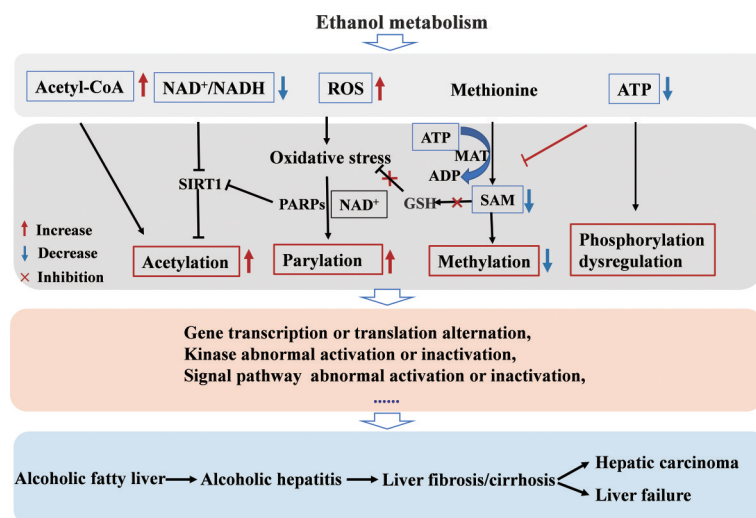 Ethanol metabolism
Acetyl-CoA
NAD+/NADH
ROS
Methionine
ATP
ATP
MAT
ADP
Oxidative stress
SIRT1
PARPs
NAD+
GSH
SAM
Increase
Decrease
Inhibition
Acetylation
Parylation
Methylation
Phosphorylation
dysregulation
Gene transcription or translation alternation,
Kinase abnormal activation or inactivation,
Signal pathway abnormal activation or inactivation,
......
Alcoholic fatty liver
Alcoholic hepatitis
Liver fibrosis/cirrhosis
Hepatic carcinoma
Liver failure